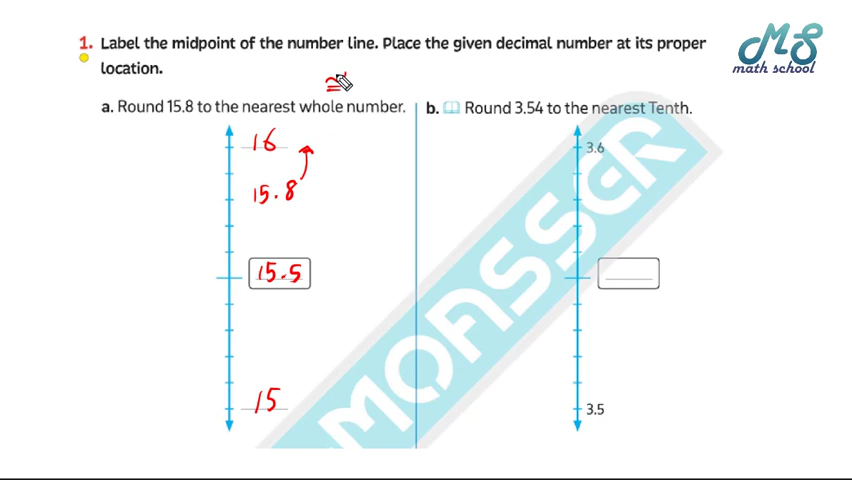 1. Label the midpoint of the number line. Place the given decimal number at its proper
location.
MS
math school
≃
a. Round 15.8 to the nearest whole number.
16
15.8
15.5
15
b. Round 3.54 to the nearest Tenth.
3.6
3.5
MOASSER